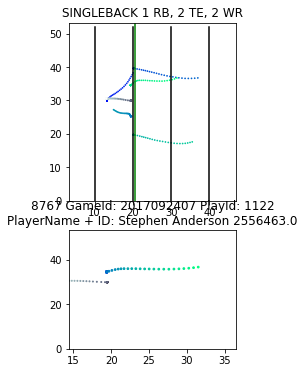 SINGLEBACK 1 RB, 2 TE, 2 WR
50
40
30
20
10
0
10 20 30 40
8767 GameId: 2017092407 PlayId: 1122
PlayerName + ID: Stephen Anderson 2556463.0
40
20
0
15 20 25 30 35